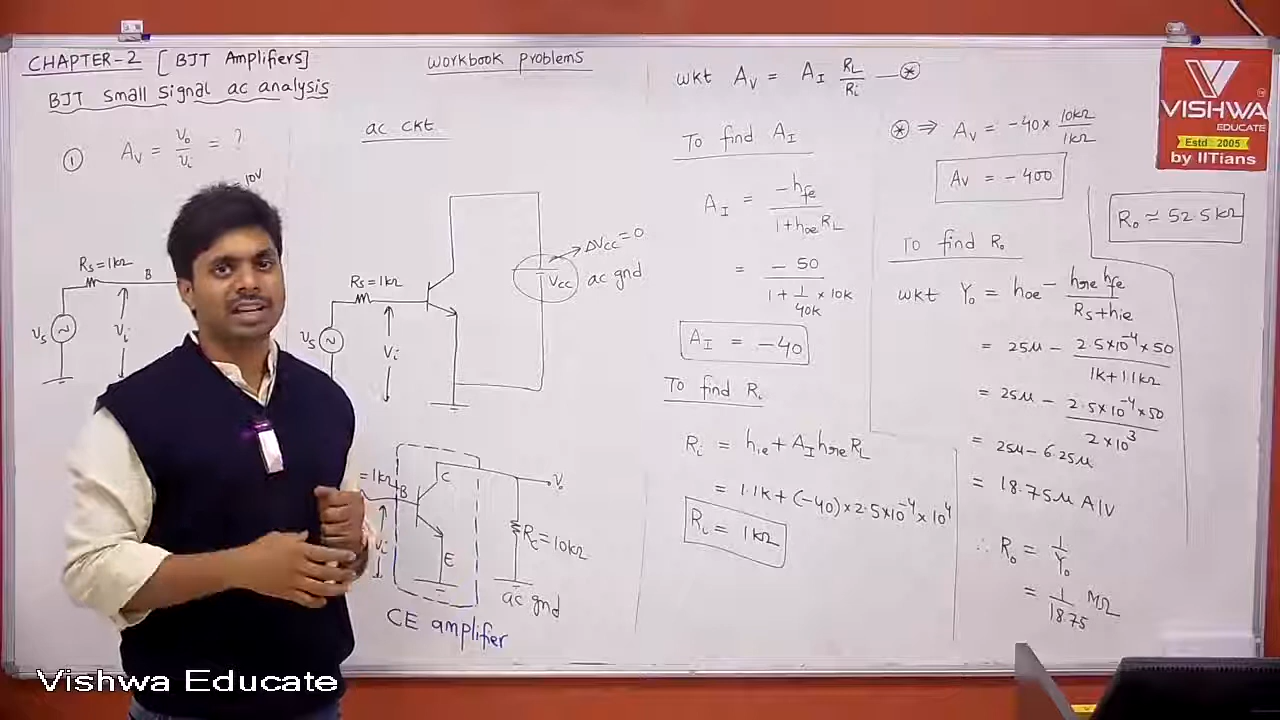 CHAPTER-2 [BJT Amplifiers]
BJT small signal ac analysis
① Av = vo/vi = ?
= 10V
Rs=1kΩ
B
vi
vs
workbook problems
ac ckt
Rs=1kΩ
vs
Vi
ΔVcc=0
Vcc
ac gnd
=1kΩ
B
C
E
Vi
Vo
Rc=10kΩ
ac gnd
CE amplifier
wkt Av = AI RL/Ri —⊛
To find AI
AI = -hfe/1+hoe RL
= -50/1+1/40K×10K
AI = -40
To find Ri
Ri = hie + AI hre RL
= 1.1K+(-40)×2.5×10⁻⁴×10⁴
Ri = 1kΩ
⊛ ⇒ Av = -40×10kΩ/1kΩ
Av = -400
To find Ro
wkt Yo = hoe - hre hfe/Rs+hie
= 25μ - 2.5×10⁻⁴×50/1K+1.1kΩ
= 25μ - 2.5×10⁻⁴×50/2×10³
= 25μ-6.25μ
= 18.75μ A/V
∴ Ro = 1/Yo
= 1/18.75 MΩ
Ro ≈ 52.5kΩ
VISHWA
EDUCATE
Estd 2005
by IITians
Vishwa Educate